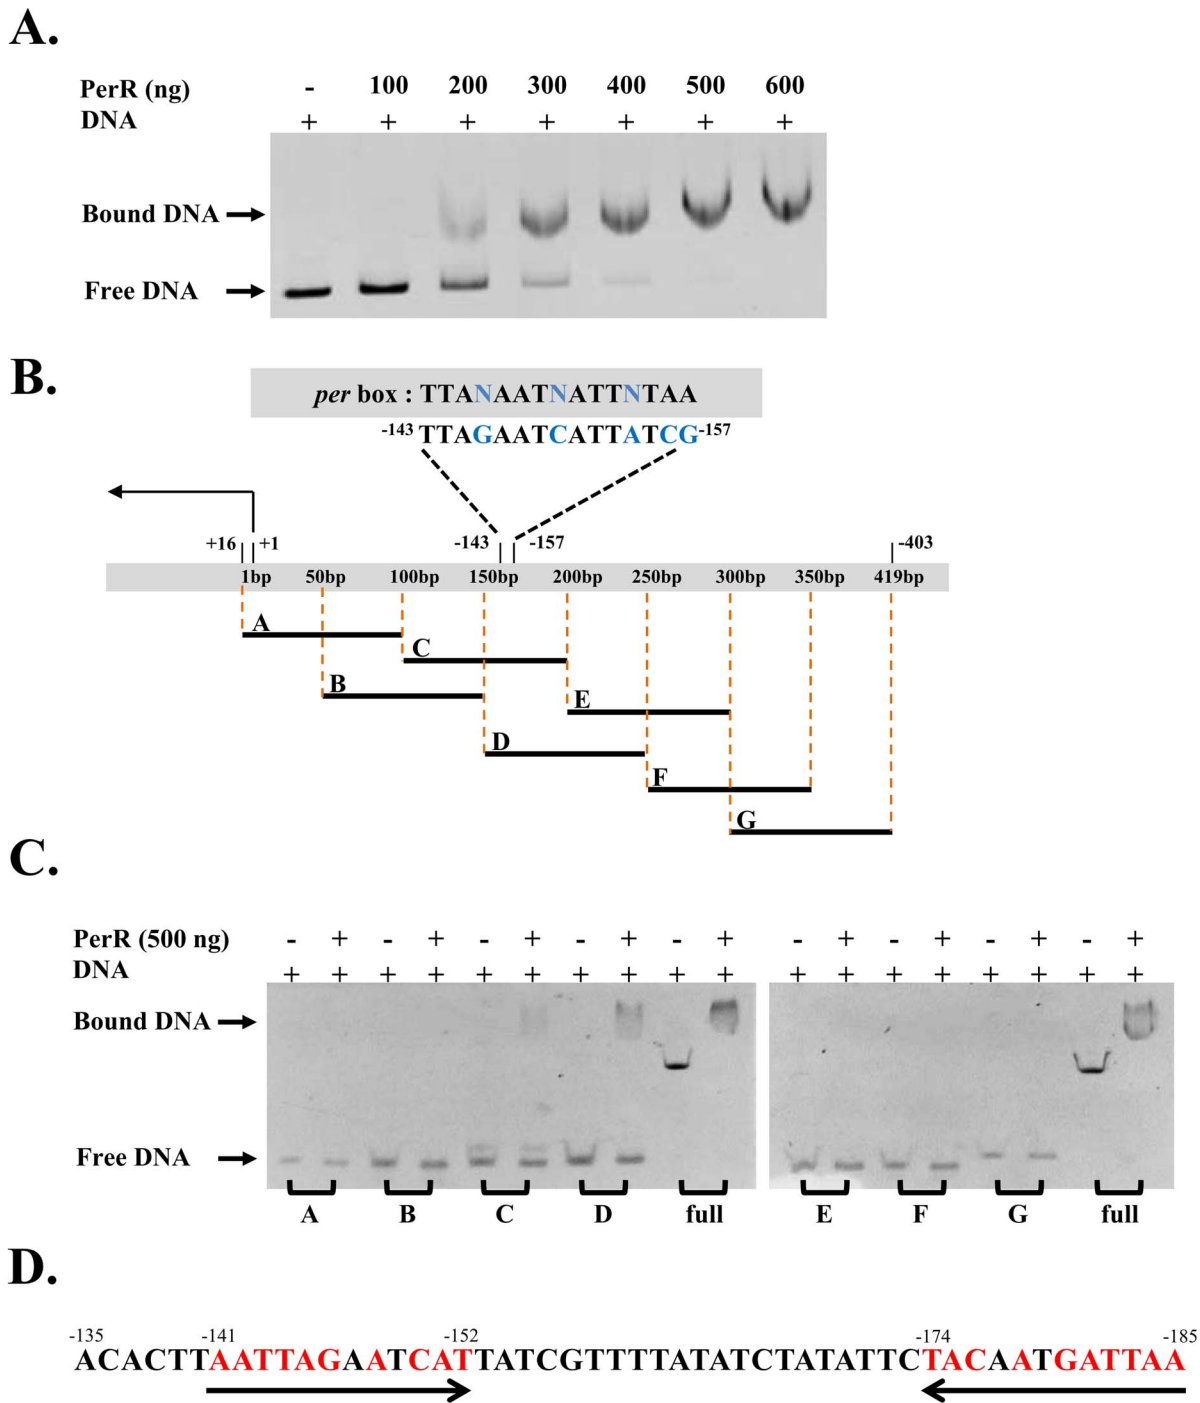 A.
PerR (ng) - 100 200 300 400 500 600
DNA + + + + + + +
Bound DNA
Free DNA
B.
per box : TTANAATNATTNTAA
-143 TTAGAATCATTATCG -157
+16 +1 -143 -157 -403
1bp 50bp 100bp 150bp 200bp 250bp 300bp 350bp 419bp
A
C
B
E
D
F
G
C.
PerR (500 ng) - + - + - + - + - + - + - + - + - +
DNA + + + + + + + + + + + + + + + + + +
Bound DNA
Free DNA
A B C D full E F G full
D.
-135 -141 -152 -174 -185
ACACTTAATTAGAATCATTATCGTTTTATATCTATATTCTACAATGATTAA